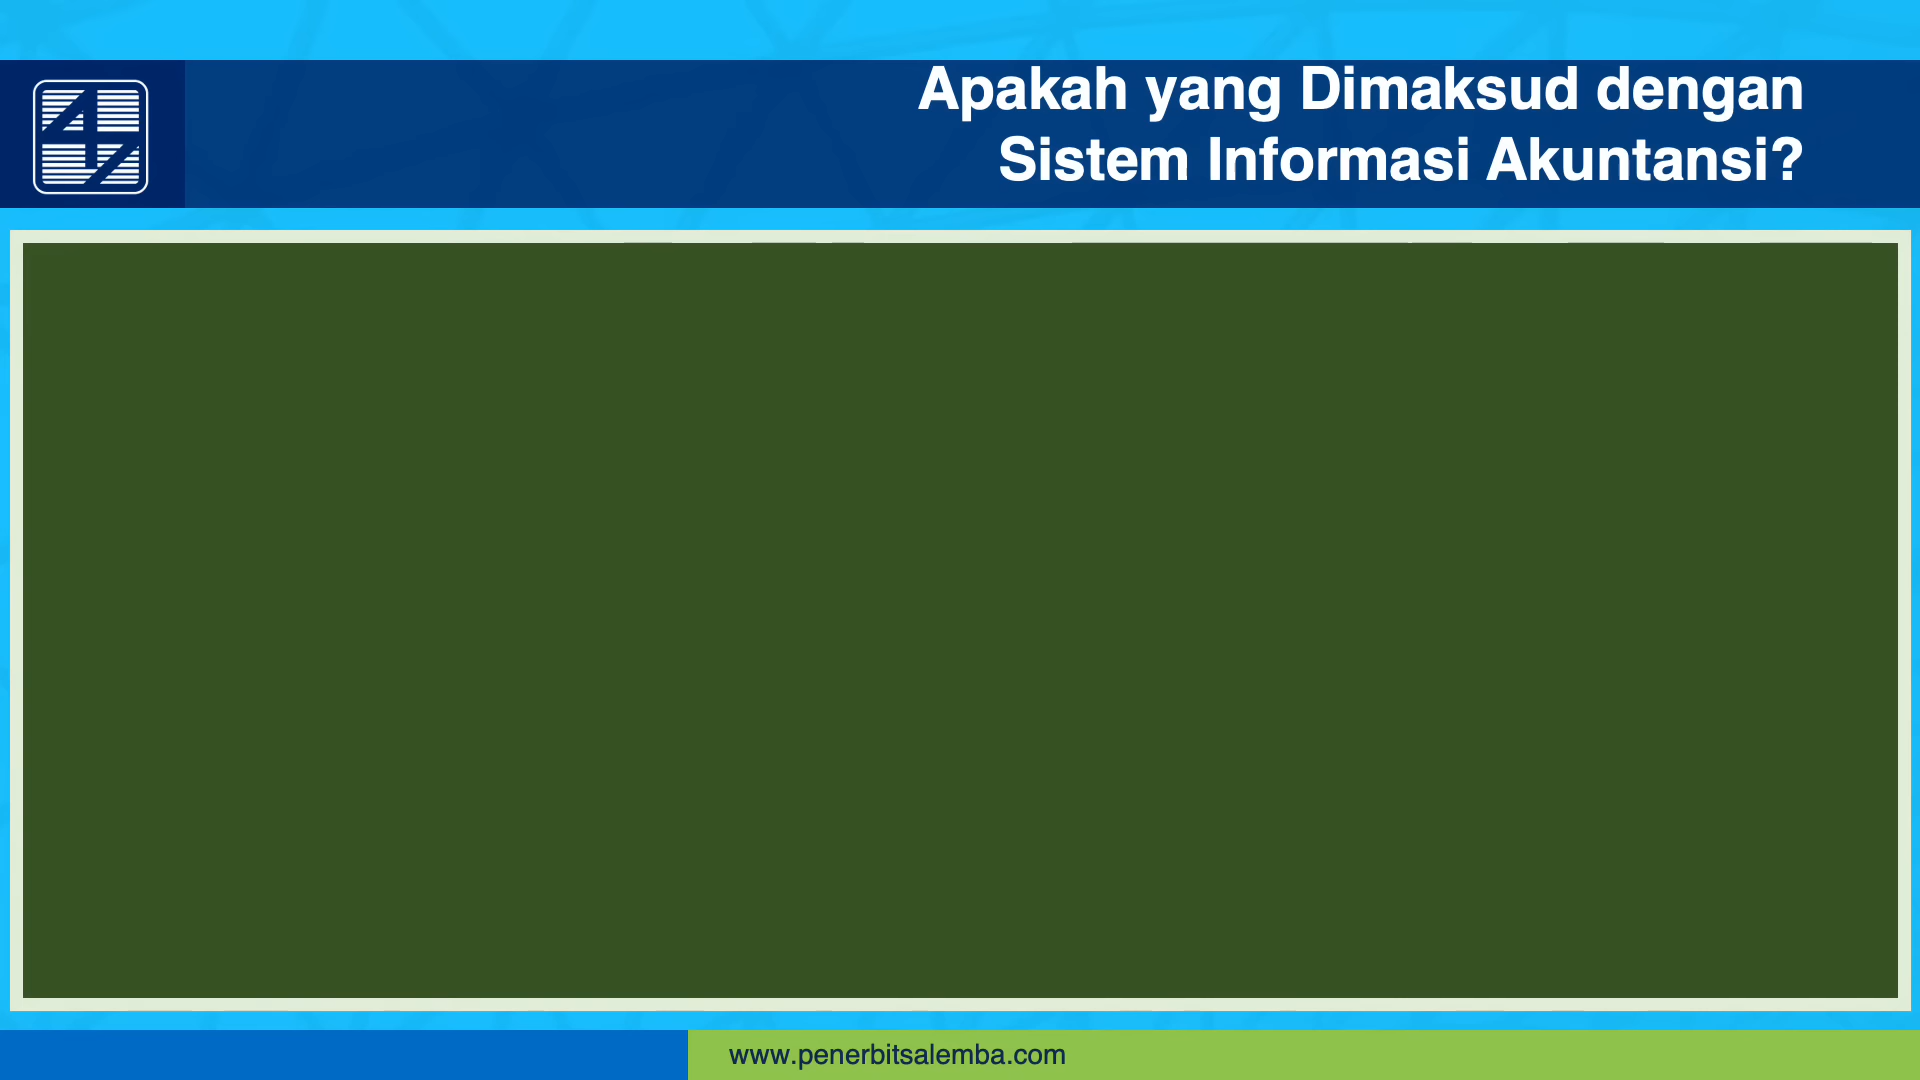 Apakah yang Dimaksud dengan
Sistem Informasi Akuntansi?
www.penerbitsalemba.com